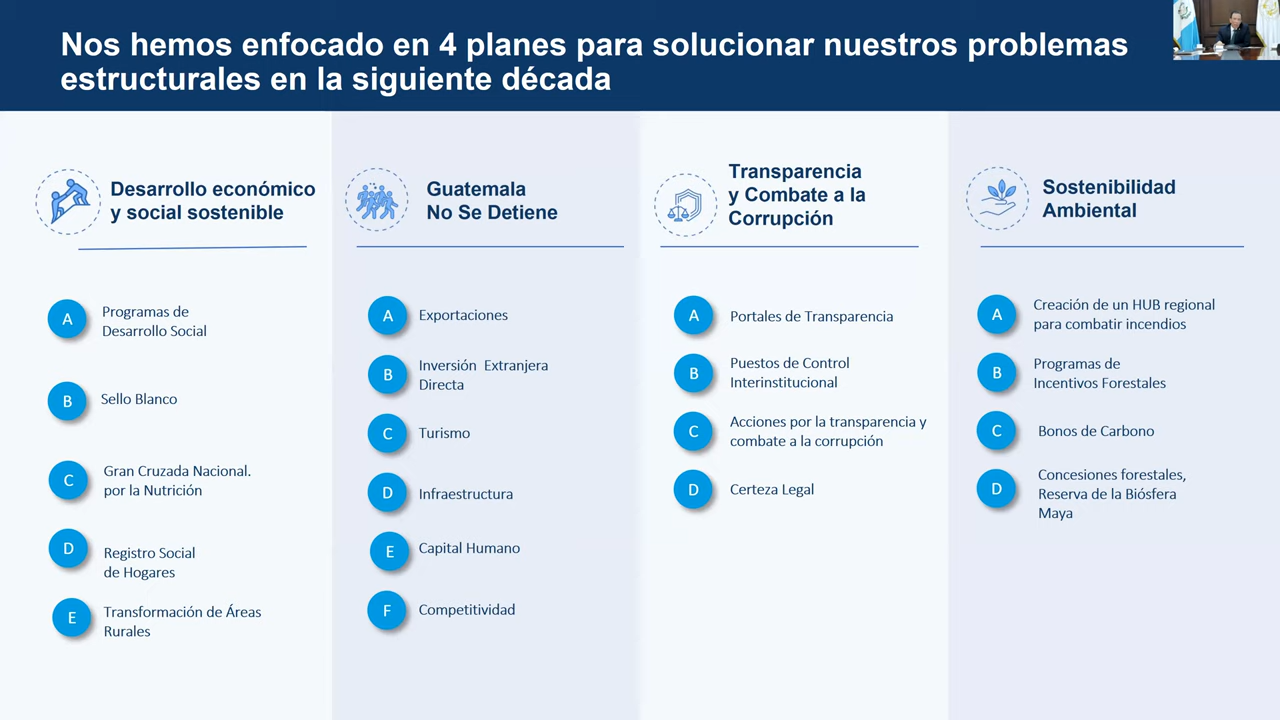 Nos hemos enfocado en 4 planes para solucionar nuestros problemas
estructurales en la siguiente década
Desarrollo económico
y social sostenible
A
Programas de
Desarrollo Social
B
Sello Blanco
C
Gran Cruzada Nacional.
por la Nutrición
D
Registro Social
de Hogares
E
Transformación de Áreas
Rurales
Guatemala
No Se Detiene
A
Exportaciones
B
Inversión Extranjera
Directa
C
Turismo
D
Infraestructura
E
Capital Humano
F
Competitividad
Transparencia
y Combate a la
Corrupción
A
Portales de Transparencia
B
Puestos de Control
Interinstitucional
C
Acciones por la transparencia y
combate a la corrupción
D
Certeza Legal
Sostenibilidad
Ambiental
A
Creación de un HUB regional
para combatir incendios
B
Programas de
Incentivos Forestales
C
Bonos de Carbono
D
Concesiones forestales,
Reserva de la Biósfera
Maya